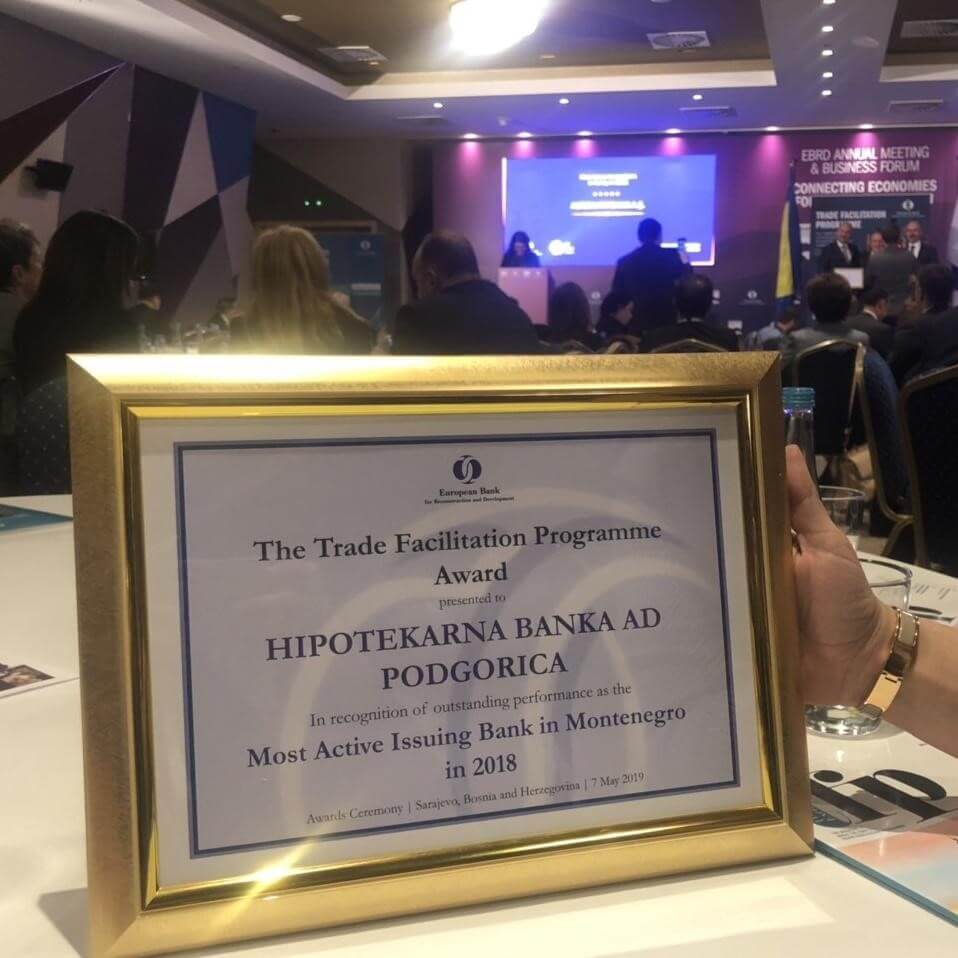 EBRD ANNUAL MEETING
& BUSINESS FORUM
CONNECTING ECONOMIES
TRADE FACILITATION
PROGRAMME
European Bank
for Reconstruction and Development
The Trade Facilitation Programme
Award
presented to
HIPOTEKARNA BANKA AD
PODGORICA
In recognition of outstanding performance as the
Most Active Issuing Bank in Montenegro
in 2018
Awards Ceremony | Sarajevo, Bosnia and Herzegovina | 7 May 2019